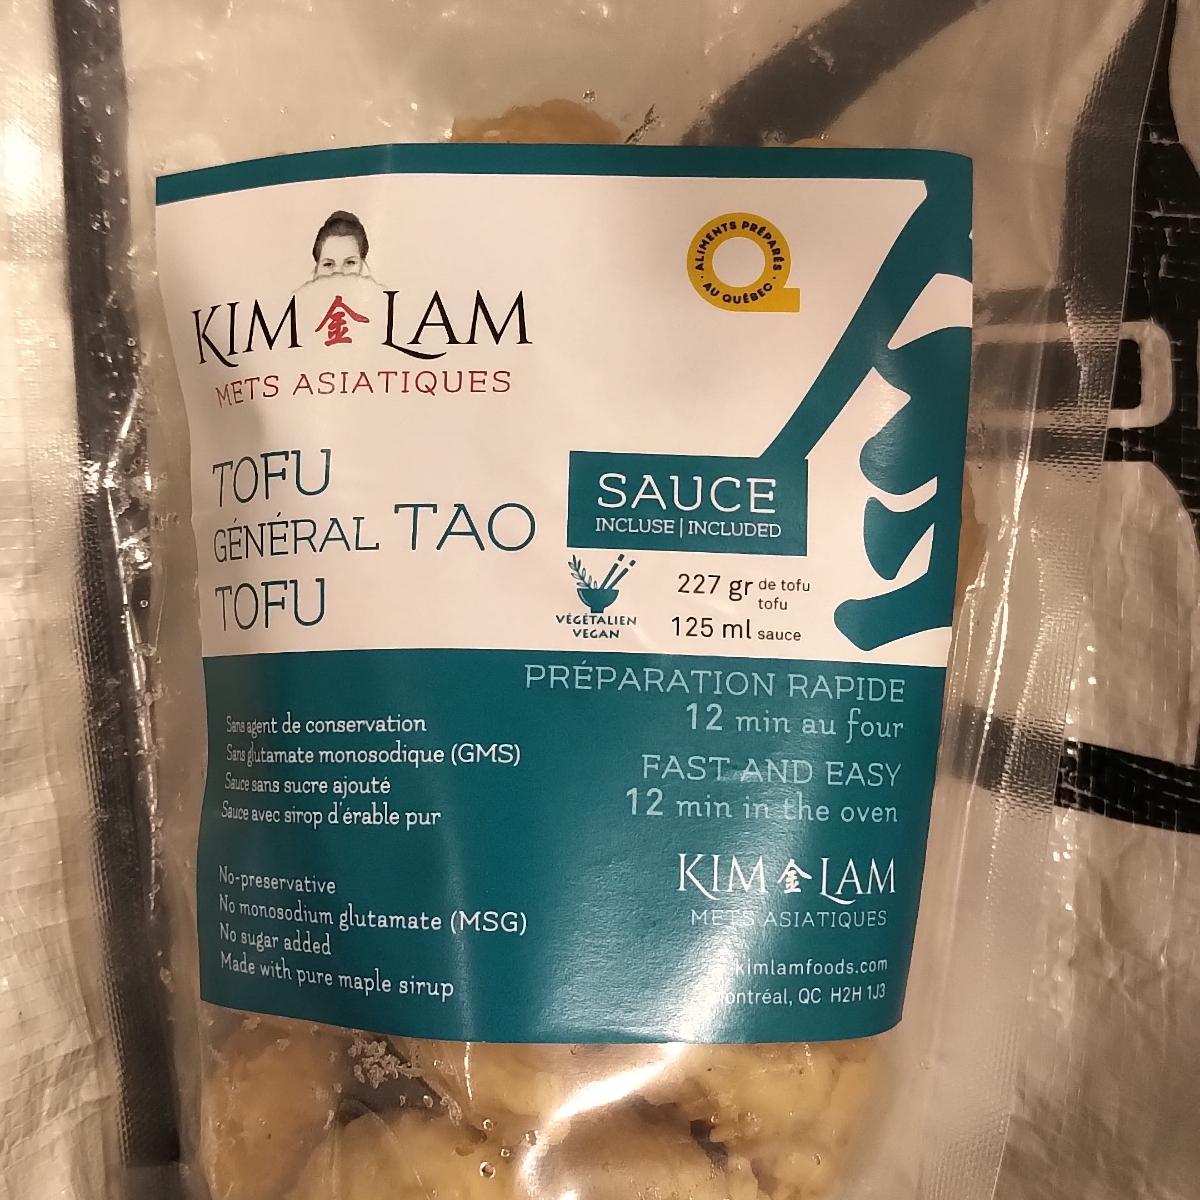 KIM 金 LAM
METS ASIATIQUES
ALIMENTS PRÉPARÉS
AU QUÉBEC
TOFU
GÉNÉRAL TAO
TOFU
SAUCE
INCLUSE | INCLUDED
VÉGÉTALIEN
VEGAN
227 gr de tofu
tofu
125 ml sauce
PRÉPARATION RAPIDE
12 min au four
FAST AND EASY
12 min in the oven
Sans agent de conservation
Sans glutamate monosodique (GMS)
Sauce sans sucre ajouté
Sauce avec sirop d'érable pur
No-preservative
No monosodium glutamate (MSG)
No sugar added
Made with pure maple sirup
KIM 金 LAM
METS ASIATIQUES
kimlamfoods.com
QC H2H 1J3